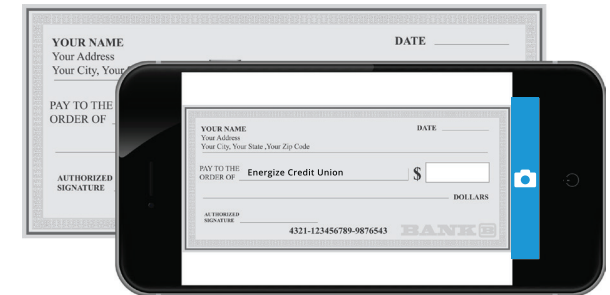 YOUR NAME
DATE
Your Address
Your City, Your
PAY TO THE
ORDER OF
AUTHORIZED
SIGNATURE
YOUR NAME
DATE
Your Address
Your City, Your State ,Your Zip Code
PAY TO THE
ORDER OF Energize Credit Union $
DOLLARS
AUTHORIZED
SIGNATURE
4321-123456789-9876543
BANK B